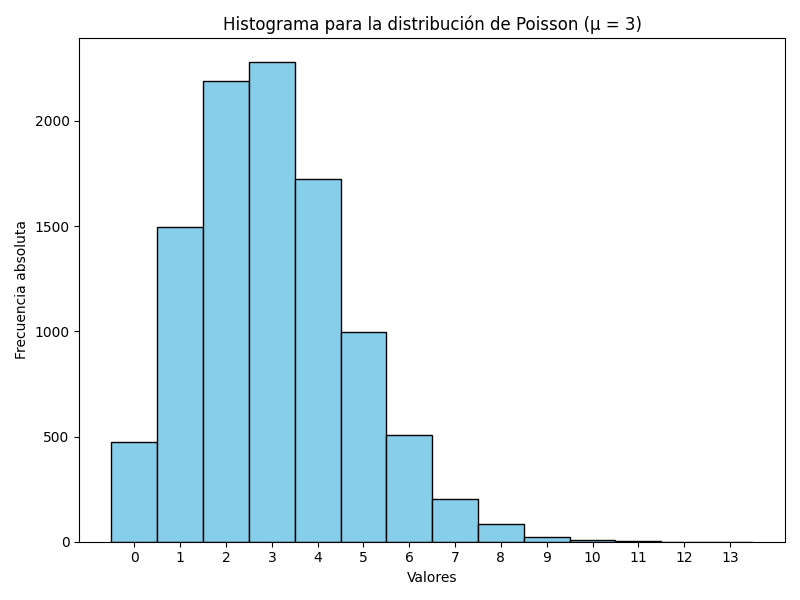 Histograma para la distribución de Poisson (μ = 3)
Frecuencia absoluta
2000
1500
1000
500
0
0 1 2 3 4 5 6 7 8 9 10 11 12 13
Valores